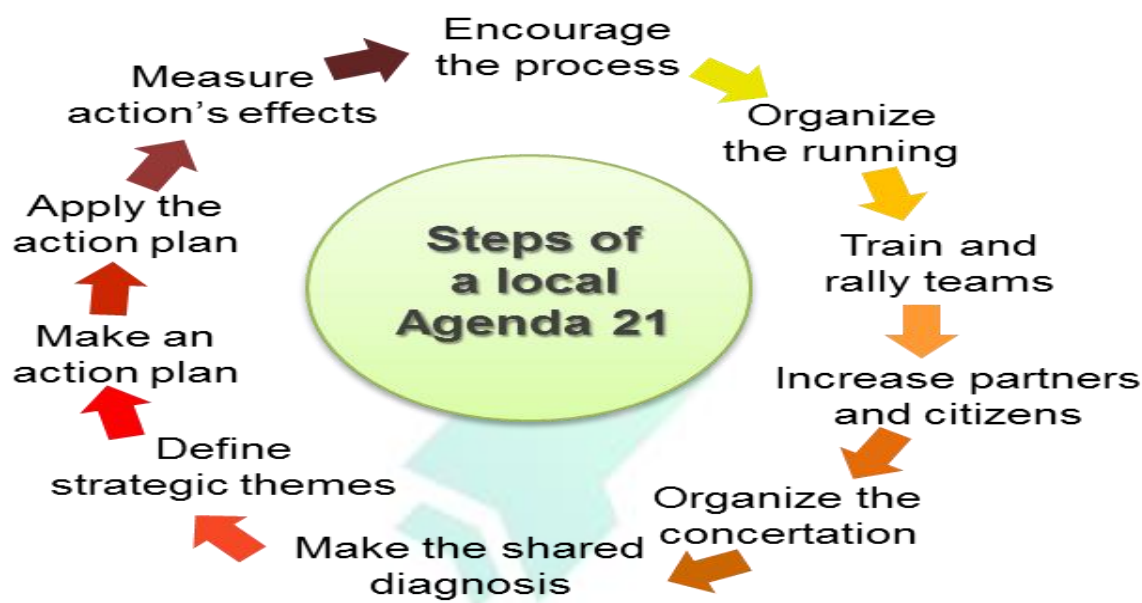 Encourage
the process
Organize
the running
Train and
rally teams
Increase partners
and citizens
Organize the
concertation
Make the shared
diagnosis
Define
strategic themes
Make an
action plan
Apply the
action plan
Measure
action's effects
Steps of
a local
Agenda 21